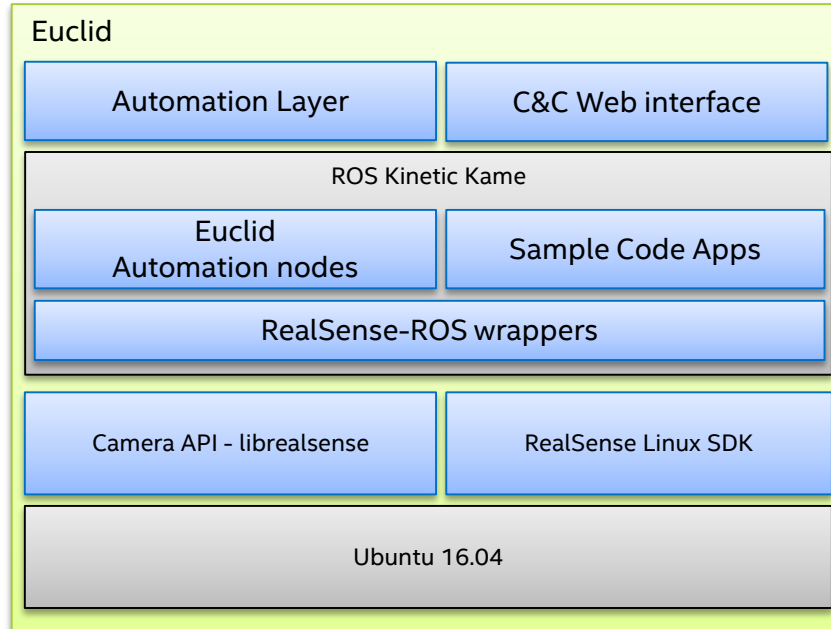 Euclid
Automation Layer
C&C Web interface
ROS Kinetic Kame
Euclid
Automation nodes
Sample Code Apps
RealSense-ROS wrappers
Camera API - librealsense
RealSense Linux SDK
Ubuntu 16.04